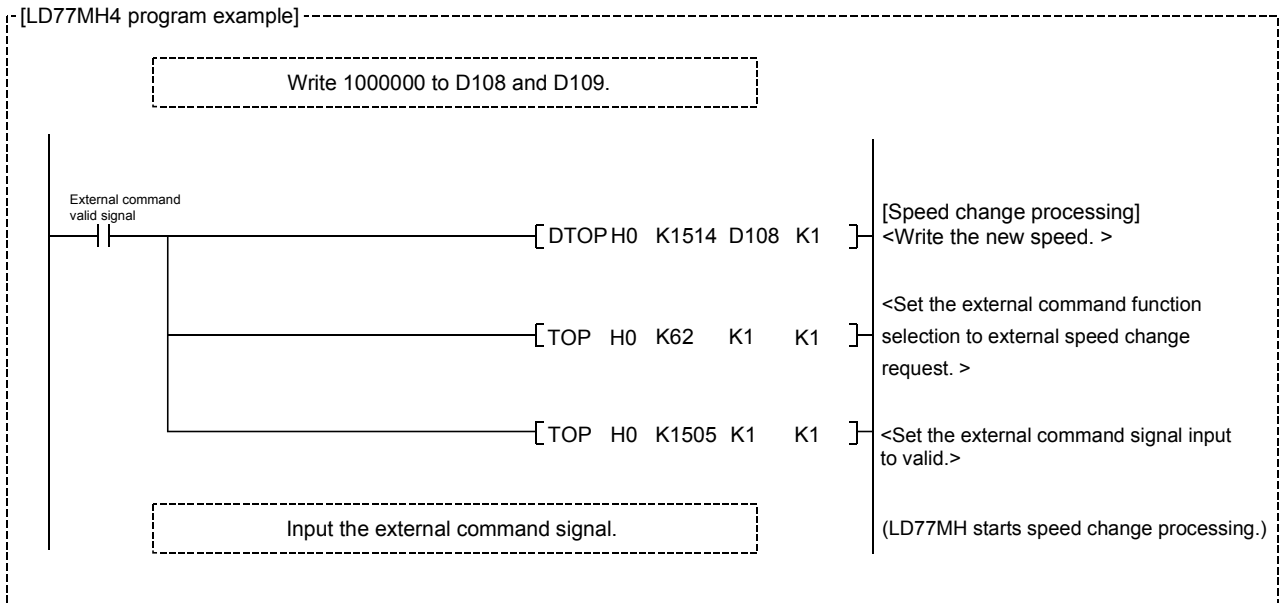 [LD77MH4 program example]
Write 1000000 to D108 and D109.
External command
valid signal
DTOP H0 K1514 D108 K1
[Speed change processing]
<Write the new speed. >
TOP H0 K62 K1 K1
<Set the external command function
selection to external speed change
request. >
TOP H0 K1505 K1 K1
<Set the external command signal input
to valid.>
Input the external command signal.
(LD77MH starts speed change processing.)